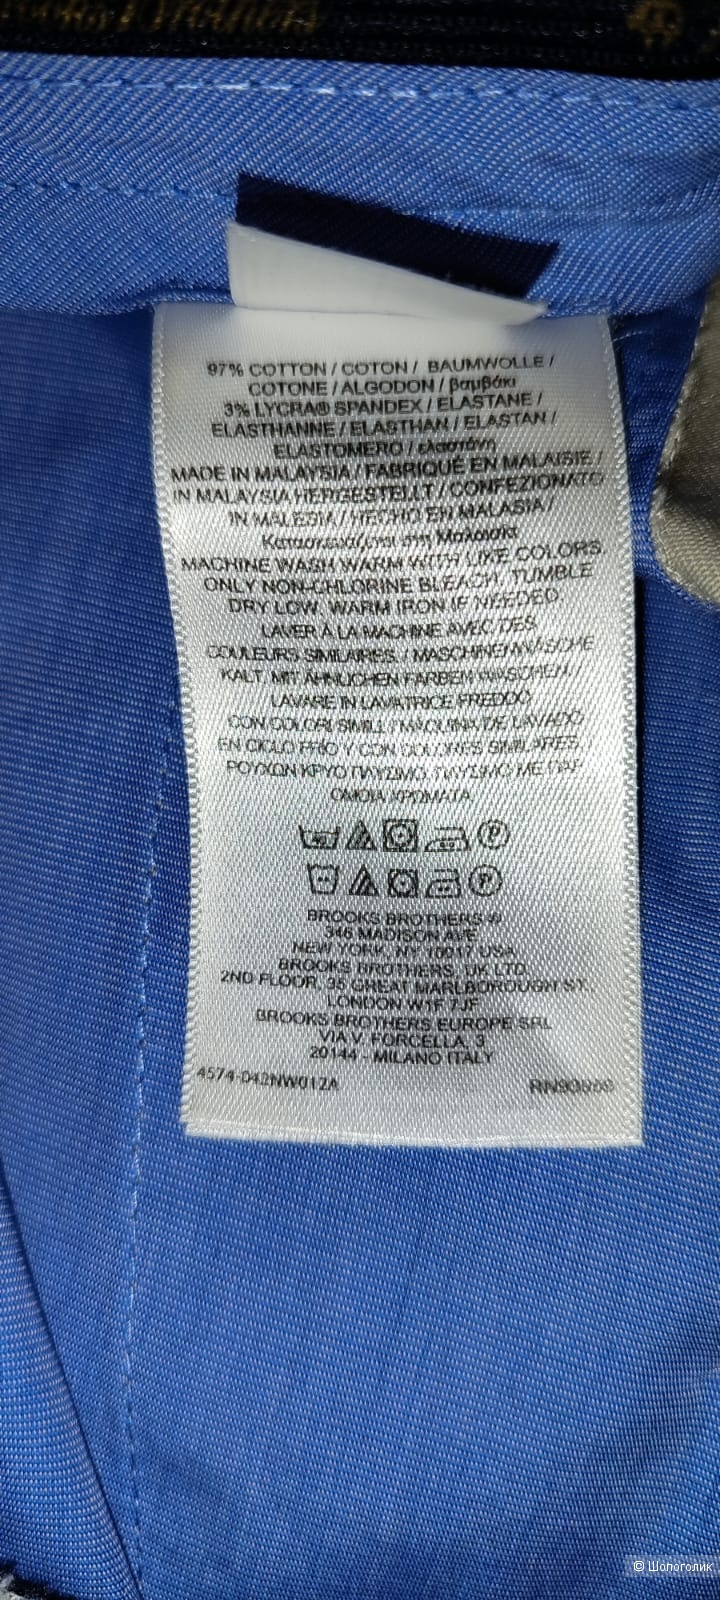 Brothers
97% COTTON / COTON / BAUMWOLLE /
COTONE / ALGODON / βαμβάκι
3% LYCRA® SPANDEX / ELASTANE /
ELASTHANNE / ELASTHAN / ELASTAN /
ELASTOMERO / ελαστάνη
MADE IN MALAYSIA / FABRIQUÉ EN MALAISIE /
IN MALAYSIA HERGESTELLT / CONFEZIONATO
IN MALESIA / HECHO EN MALASIA /
Κατασκευάζεται στη Μαλαισία
MACHINE WASH WARM WITH LIKE COLORS.
ONLY NON-CHLORINE BLEACH. TUMBLE
DRY LOW. WARM IRON IF NEEDED
LAVER À LA MACHINE AVEC DES
COULEURS SIMILAIRES. / MASCHINENWÄSCHE
KALT MIT ÄHNLICHEN FARBEN WASCHEN. /
LAVARE IN LAVATRICE FREDDO
CON COLORI SIMILI / MAQUINA DE LAVADO
EN CICLO FRÍO Y CON COLORES SIMILARES. /
ΡΟΥΧΩΝ ΚΡΥΟ ΠΛΥΣΙΜΟ. ΠΛΥΣΙΜΟ ΜΕ
ΟΜΟΙΑ ΧΡΩΜΑΤΑ
P
P
BROOKS BROTHERS ®
346 MADISON AVE
NEW YORK, NY 10017 USA
BROOKS BROTHERS, UK LTD.
2ND FLOOR, 35 GREAT MARLBOROUGH ST.
LONDON W1F 7JF
BROOKS BROTHERS EUROPE SRL
VIA V. FORCELLA, 3
20144 - MILANO ITALY
4574-042NW012A
© Шопоголик